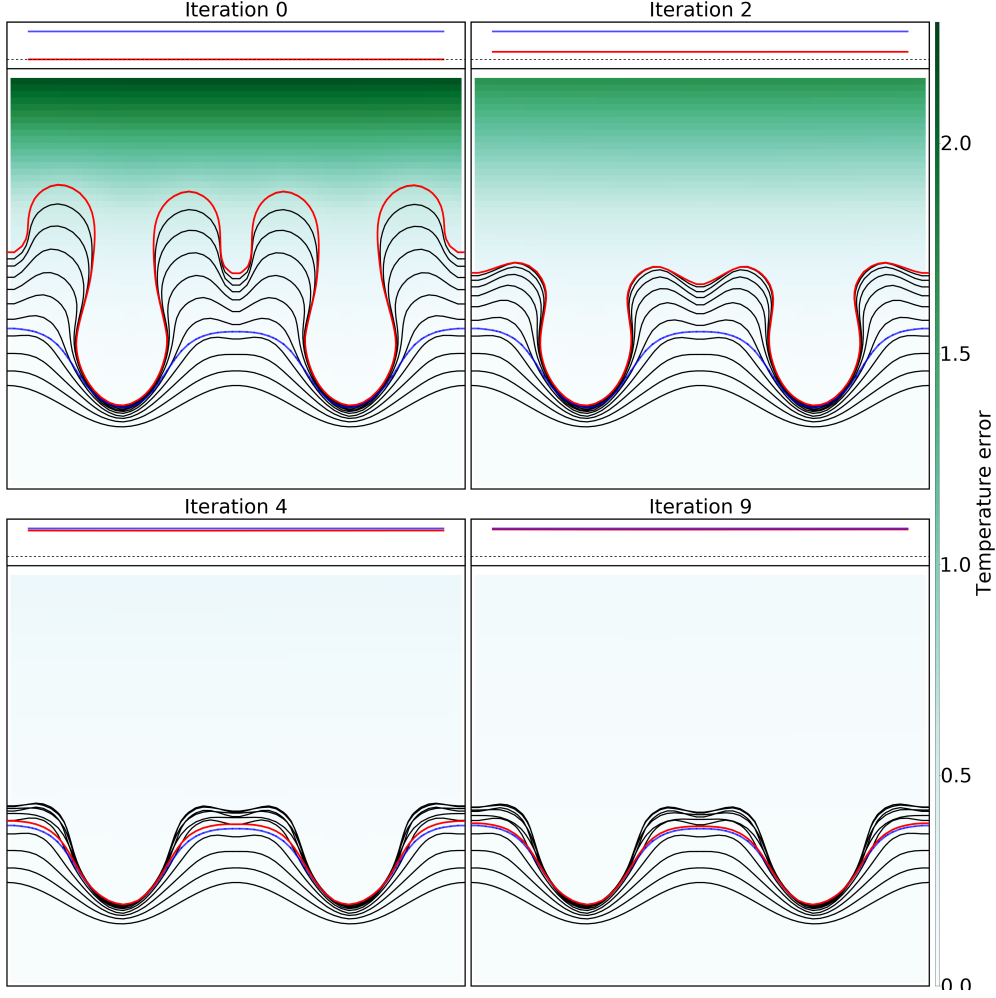 Iteration 0
Iteration 2
2.0
1.5
Iteration 4
Iteration 9
1.0
0.5
0.0
Temperature error